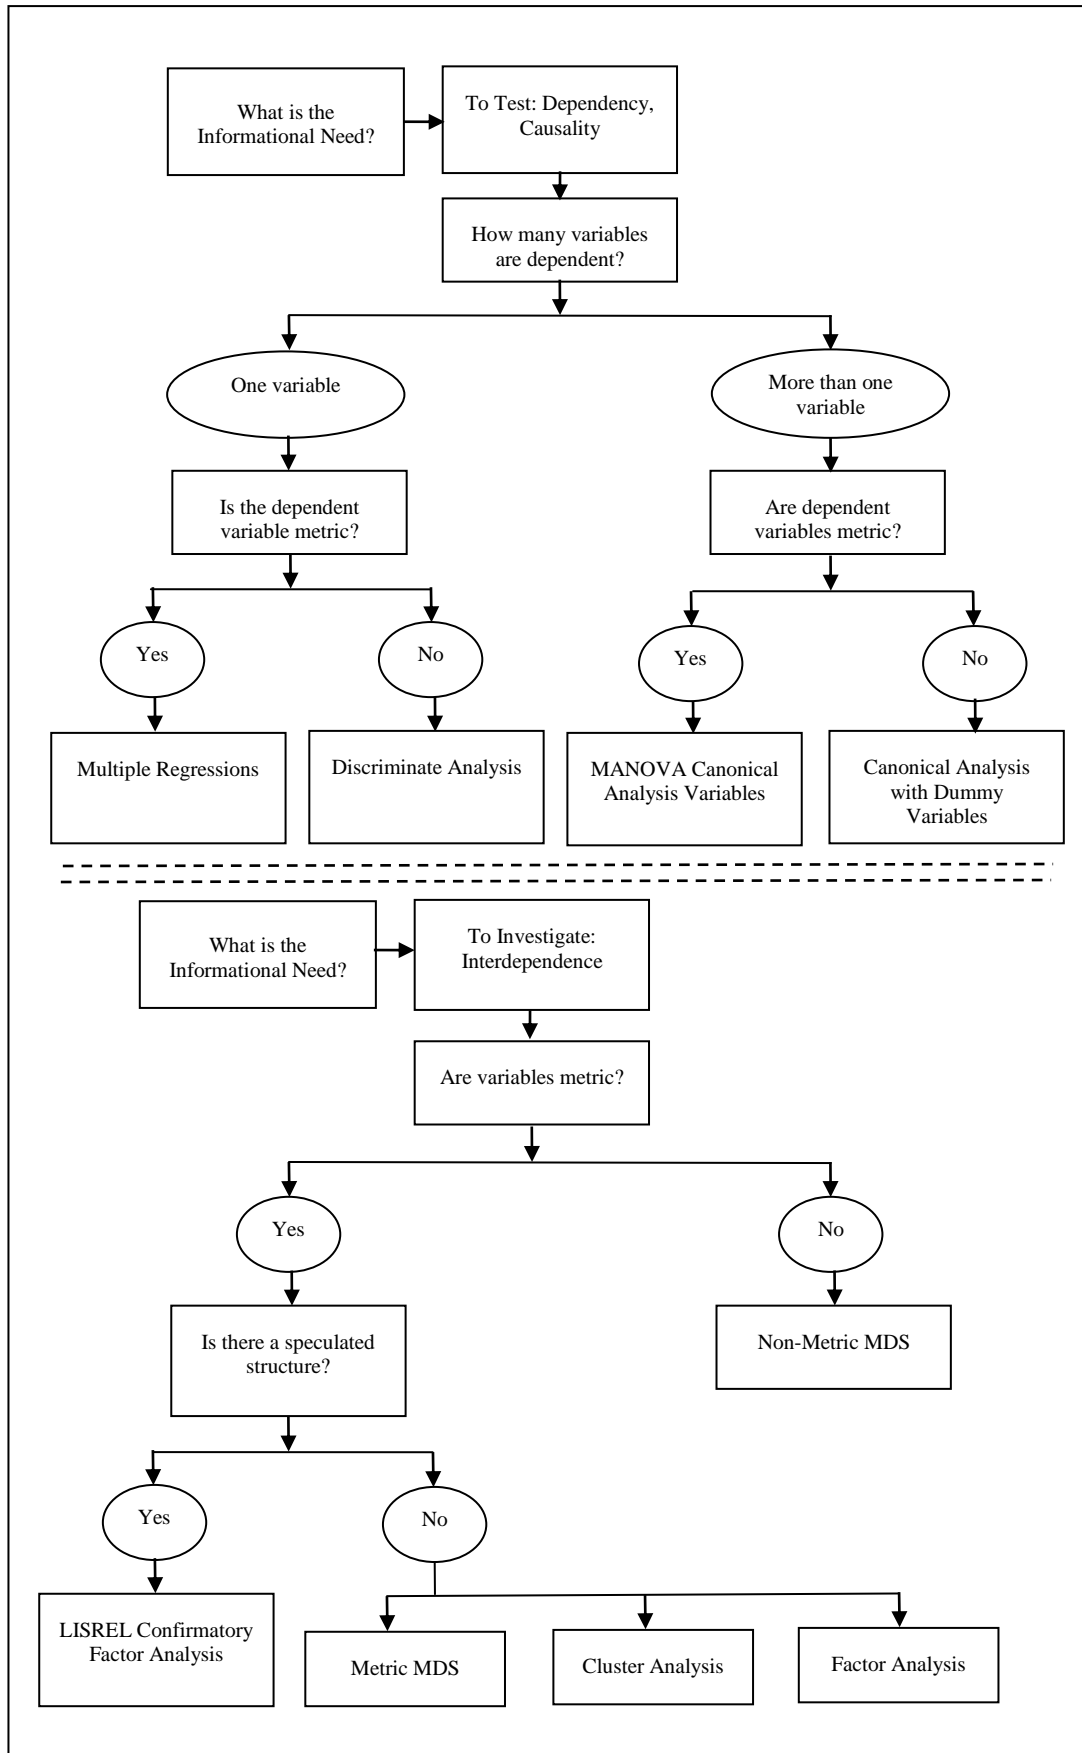 What is the
Informational Need?
To Test: Dependency,
Causality
How many variables
are dependent?
One variable
More than one
variable
Is the dependent
variable metric?
Are dependent
variables metric?
Yes
No
Yes
No
Multiple Regressions
Discriminate Analysis
MANOVA Canonical
Analysis Variables
Canonical Analysis
with Dummy
Variables
What is the
Informational Need?
To Investigate:
Interdependence
Are variables metric?
Yes
No
Is there a speculated
structure?
Non-Metric MDS
Yes
No
LISREL Confirmatory
Factor Analysis
Metric MDS
Cluster Analysis
Factor Analysis